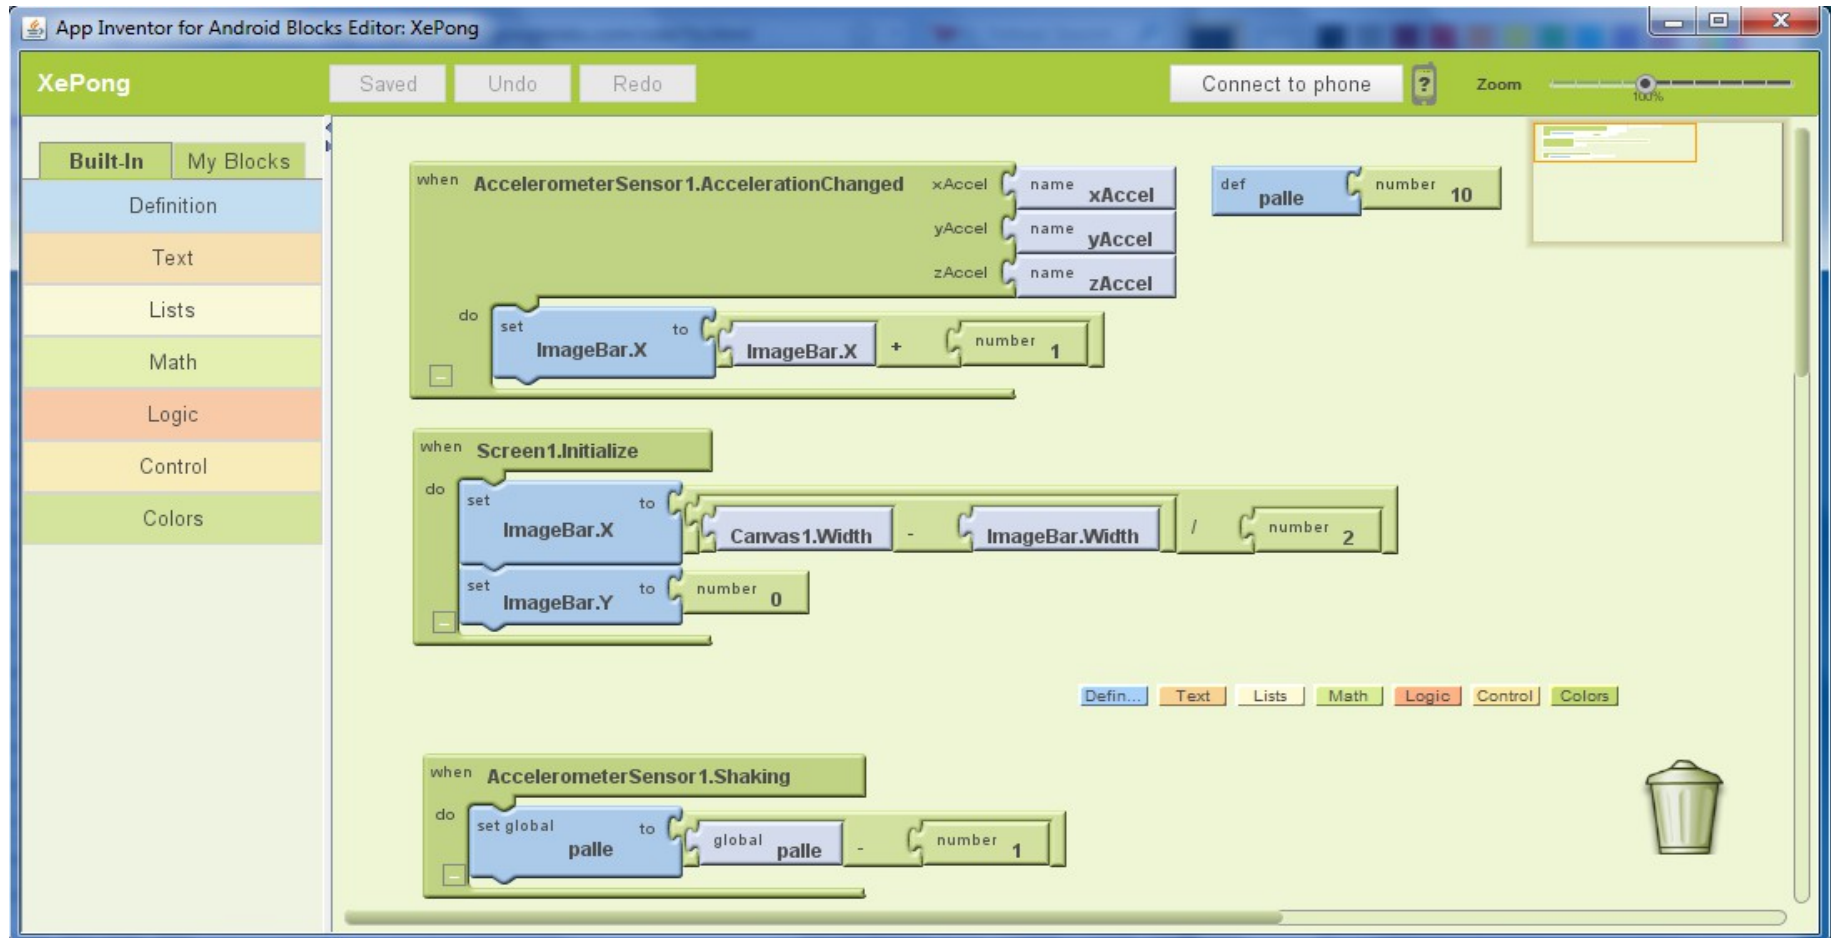 App Inventor for Android Blocks Editor: XePong
XePong Saved Undo Redo Connect to phone ? Zoom
100%
Built-In My Blocks
Definition
Text
Lists
Math
Logic
Control
Colors
when AccelerometerSensor1.AccelerationChanged xAccel name xAccel
yAccel name yAccel
zAccel name zAccel
do set ImageBar.X to ImageBar.X + number 1
def palle number 10
when Screen1.Initialize
do set ImageBar.X to Canvas1.Width - ImageBar.Width / number 2
set ImageBar.Y to number 0
Defin... Text Lists Math Logic Control Colors
when AccelerometerSensor1.Shaking
do set global palle to global palle - number 1